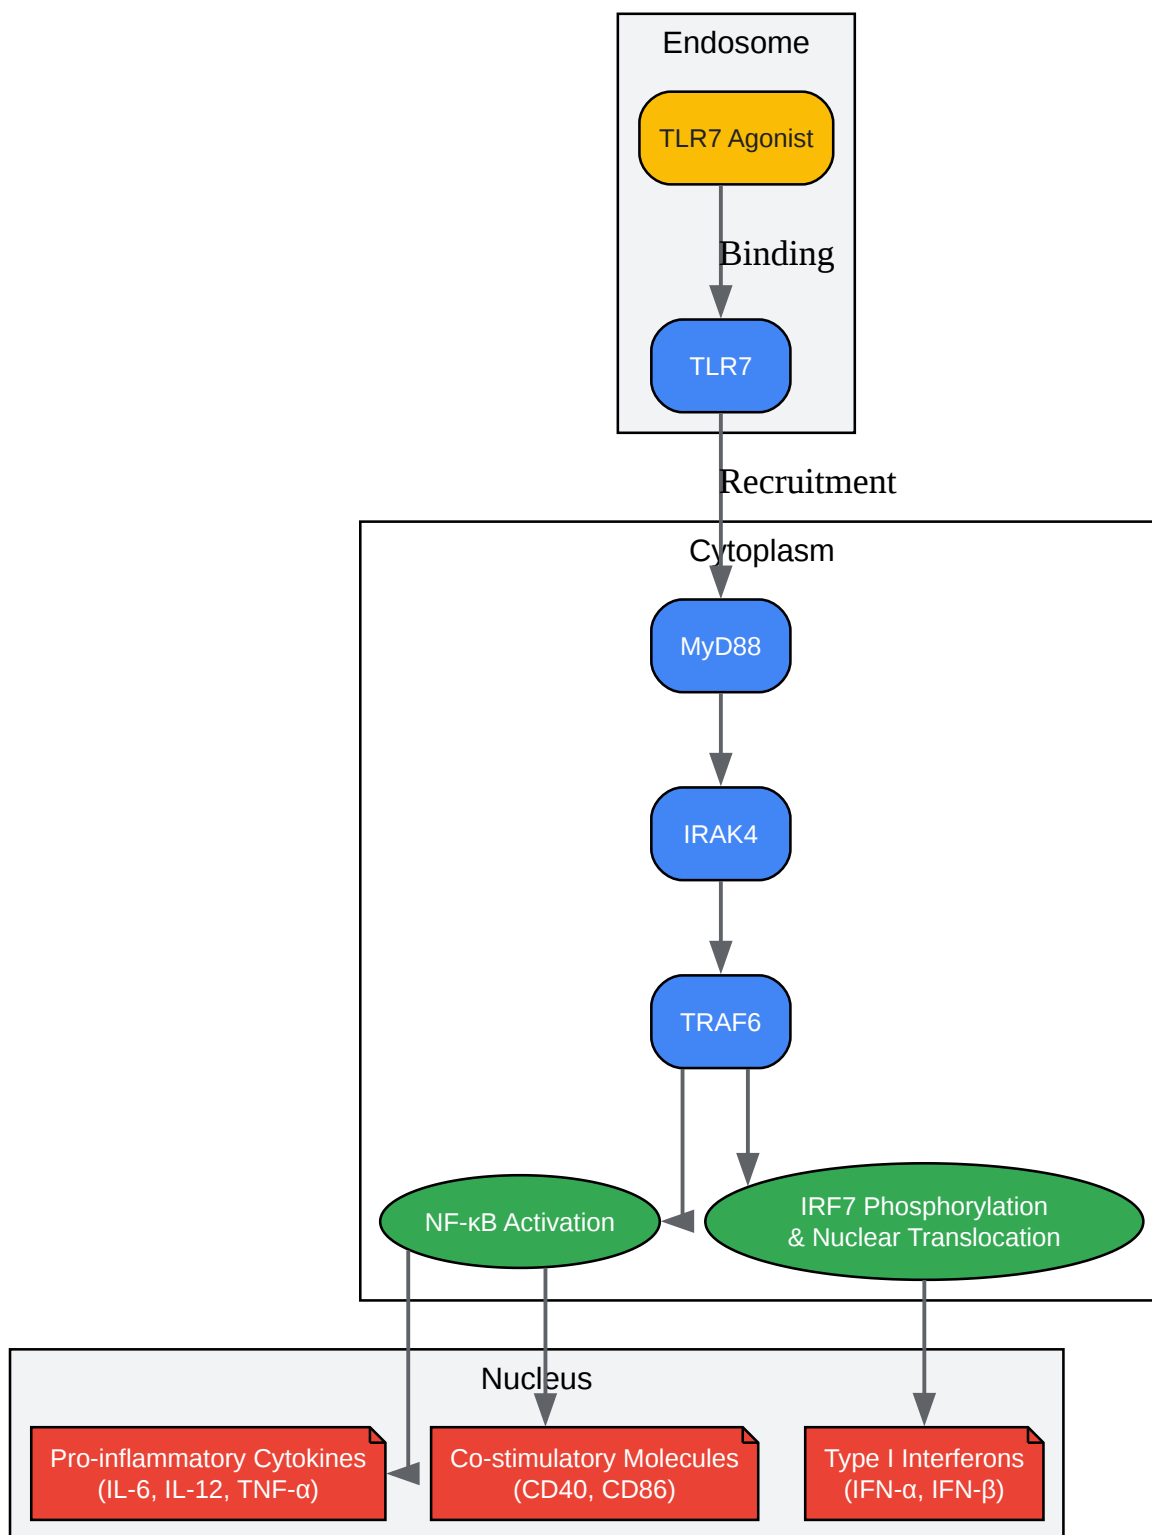 Endosome
TLR7 Agonist
Binding
TLR7
Recruitment
Cytoplasm
MyD88
IRAK4
TRAF6
NF-κB Activation
IRF7 Phosphorylation
& Nuclear Translocation
Nucleus
Pro-inflammatory Cytokines
(IL-6, IL-12, TNF-α)
Co-stimulatory Molecules
(CD40, CD86)
Type I Interferons
(IFN-α, IFN-β)